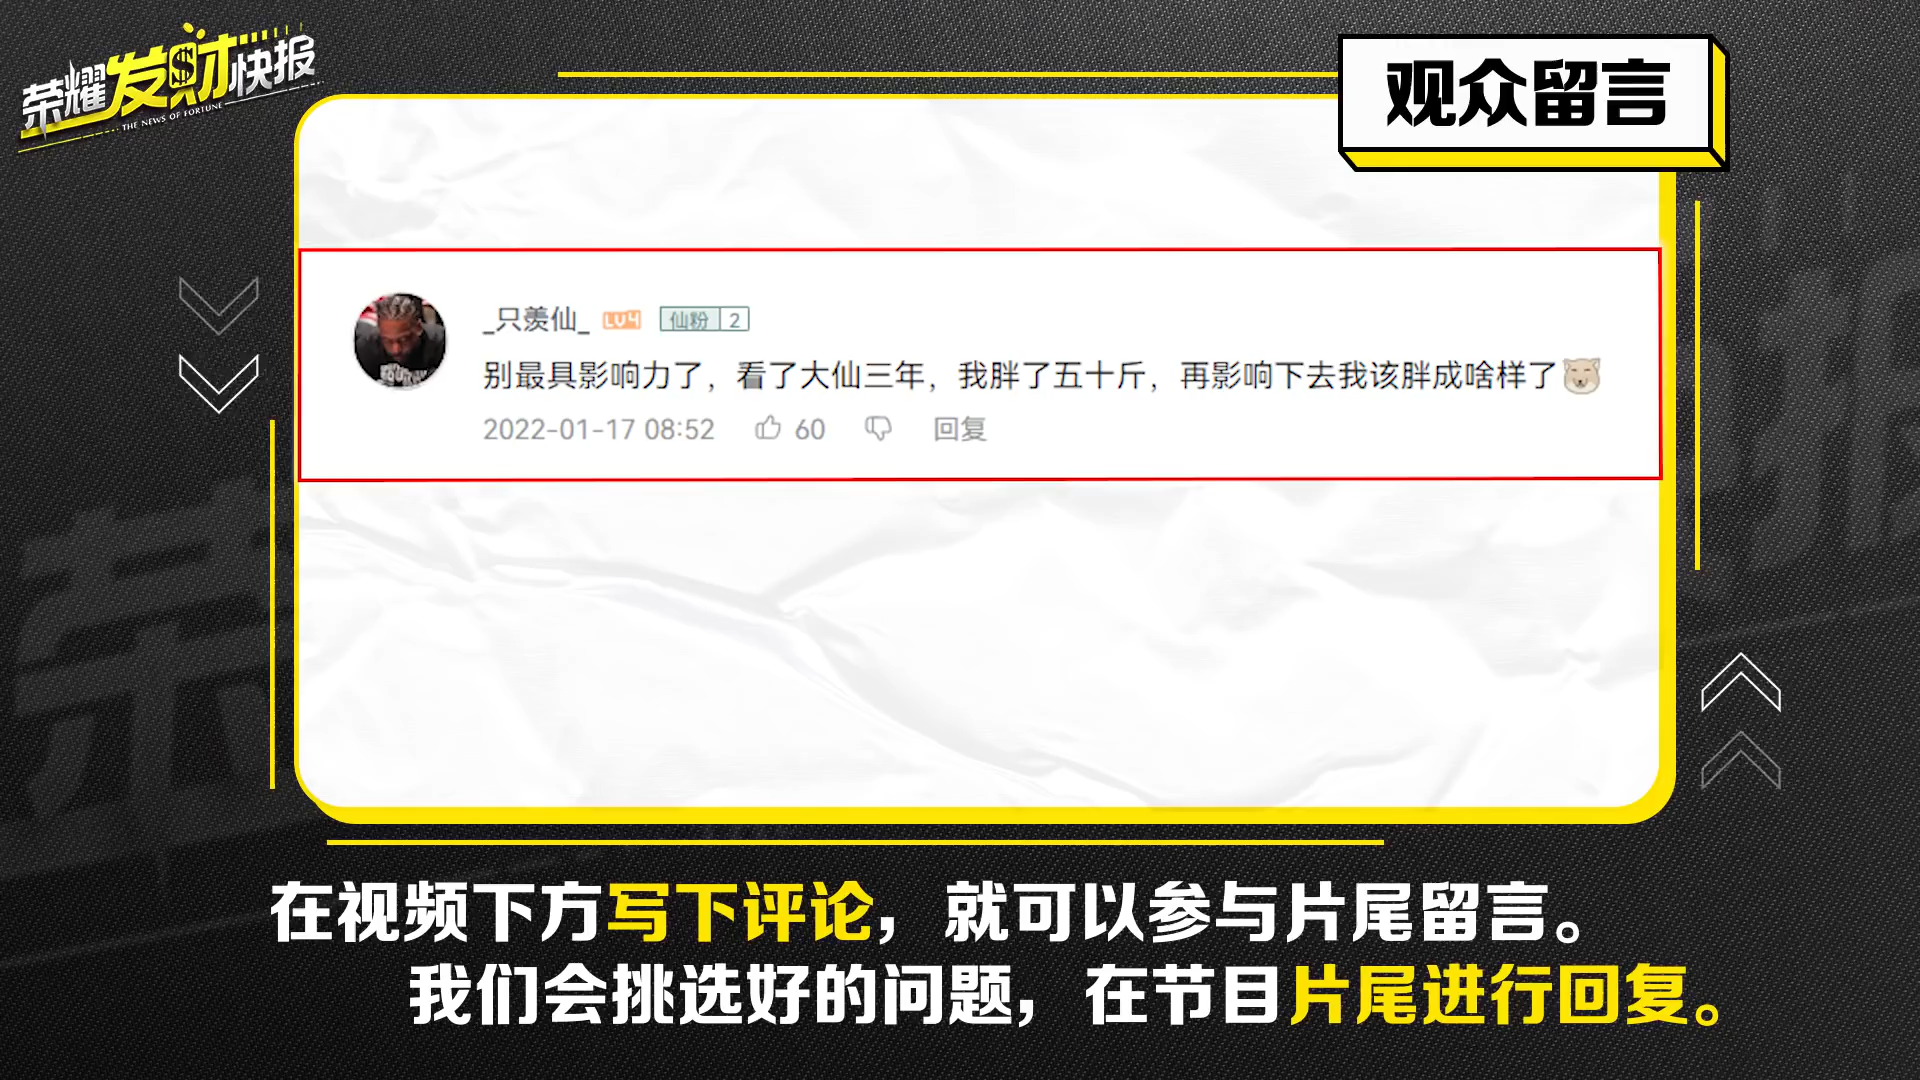 荣耀发财快报
THE NEWS OF FORTUNE
观众留言
_只羡仙_ LV4 仙粉 2
别最具影响力了，看了大仙三年，我胖了五十斤，再影响下去我该胖成啥样了
2022-01-17 08:52 60 回复
在视频下方写下评论，就可以参与片尾留言。
我们会挑选好的问题，在节目片尾进行回复。